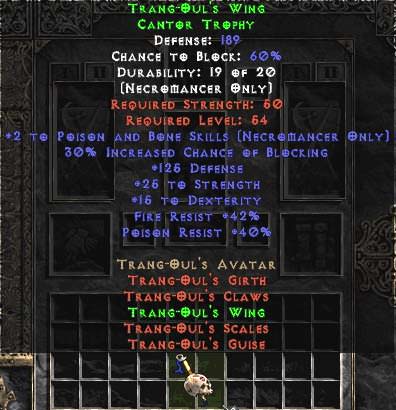 Trang-Oul's Wing
Cantor Trophy
Defense: 189
Chance to Block: 60%
Durability: 19 of 20
(Necromancer Only)
Required Strength: 50
Required Level: 54
+2 to Poison and Bone Skills (Necromancer Only)
30% Increased Chance of Blocking
+125 Defense
+25 to Strength
+15 to Dexterity
Fire Resist +42%
Poison Resist +40%
Trang-Oul's Avatar
Trang-Oul's Girth
Trang-Oul's Claws
Trang-Oul's Wing
Trang-Oul's Scales
Trang-Oul's Guise